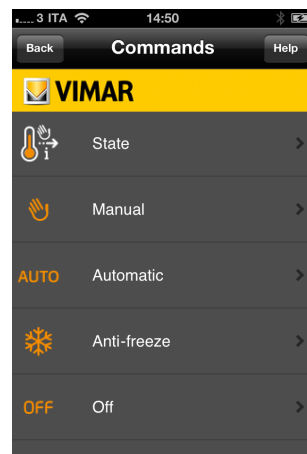 3 ITA 14:50
Back Commands Help
VIMAR
i State
Manual
AUTO Automatic
Anti-freeze
OFF Off